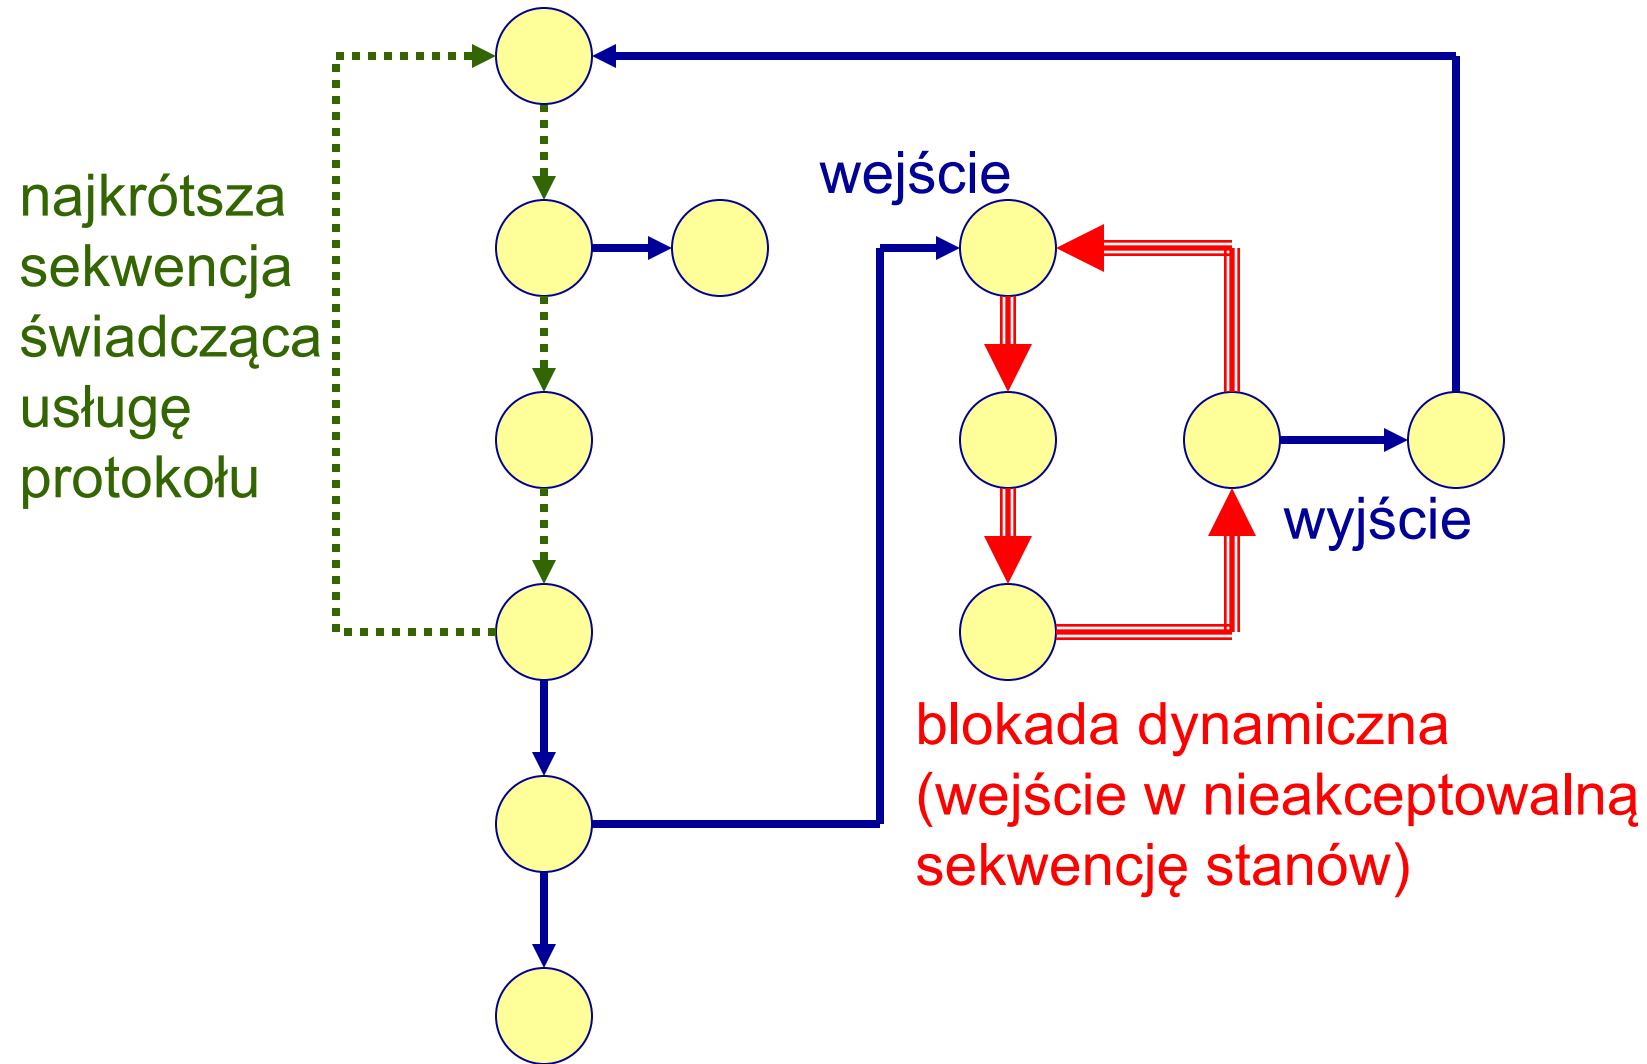 najkrótsza
sekwencja
świadcząca
usługę
protokołu
wejście
wyjście
blokada dynamiczna
(wejście w nieakceptowalną
sekwencję stanów)